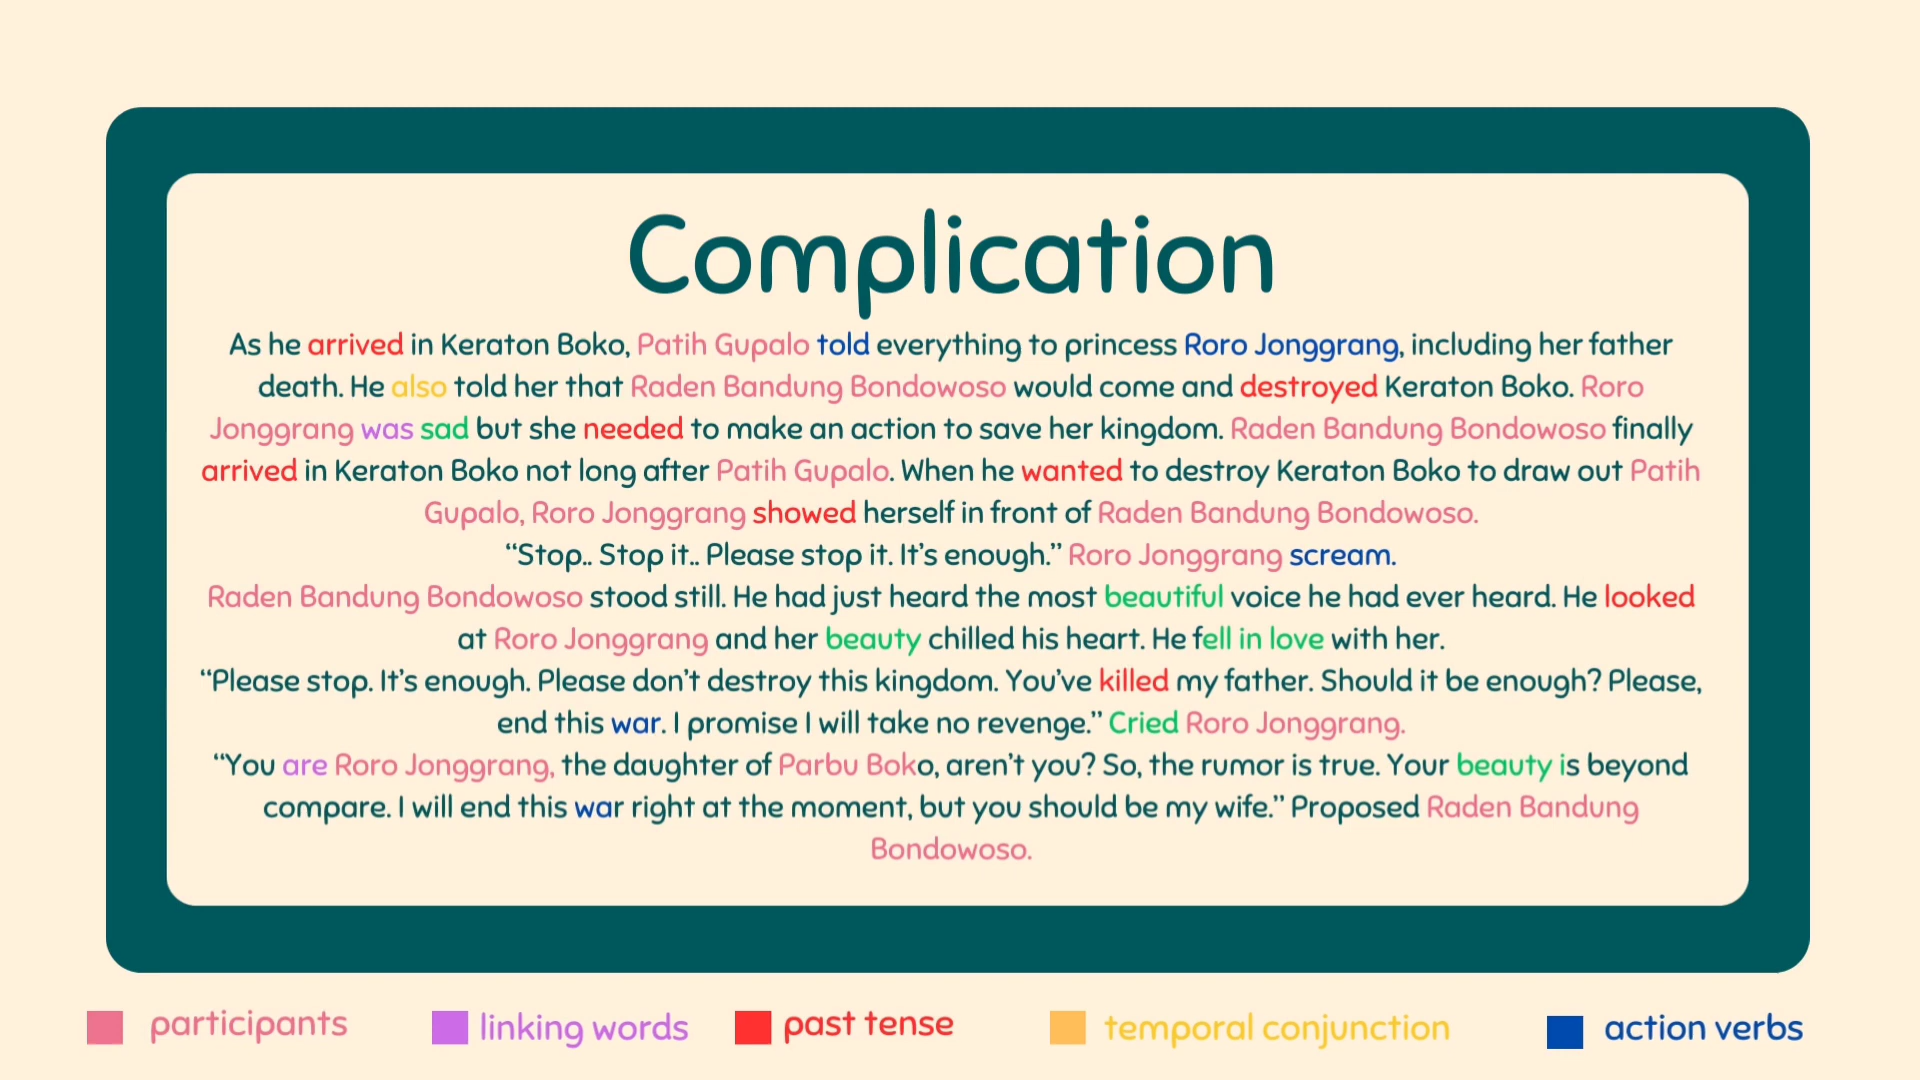 Complication
As he arrived in Keraton Boko, Patih Gupalo told everything to princess Roro Jonggrang, including her father
death. He also told her that Raden Bandung Bondowoso would come and destroyed Keraton Boko. Roro
Jonggrang was sad but she needed to make an action to save her kingdom. Raden Bandung Bondowoso finally
arrived in Keraton Boko not long after Patih Gupalo. When he wanted to destroy Keraton Boko to draw out Patih
Gupalo, Roro Jonggrang showed herself in front of Raden Bandung Bondowoso.
“Stop.. Stop it.. Please stop it. It’s enough.” Roro Jonggrang scream.
Raden Bandung Bondowoso stood still. He had just heard the most beautiful voice he had ever heard. He looked
at Roro Jonggrang and her beauty chilled his heart. He fell in love with her.
“Please stop. It’s enough. Please don’t destroy this kingdom. You’ve killed my father. Should it be enough? Please,
end this war. I promise I will take no revenge.” Cried Roro Jonggrang.
“You are Roro Jonggrang, the daughter of Parbu Boko, aren’t you? So, the rumor is true. Your beauty is beyond
compare. I will end this war right at the moment, but you should be my wife.” Proposed Raden Bandung
Bondowoso.
participants linking words past tense temporal conjunction action verbs